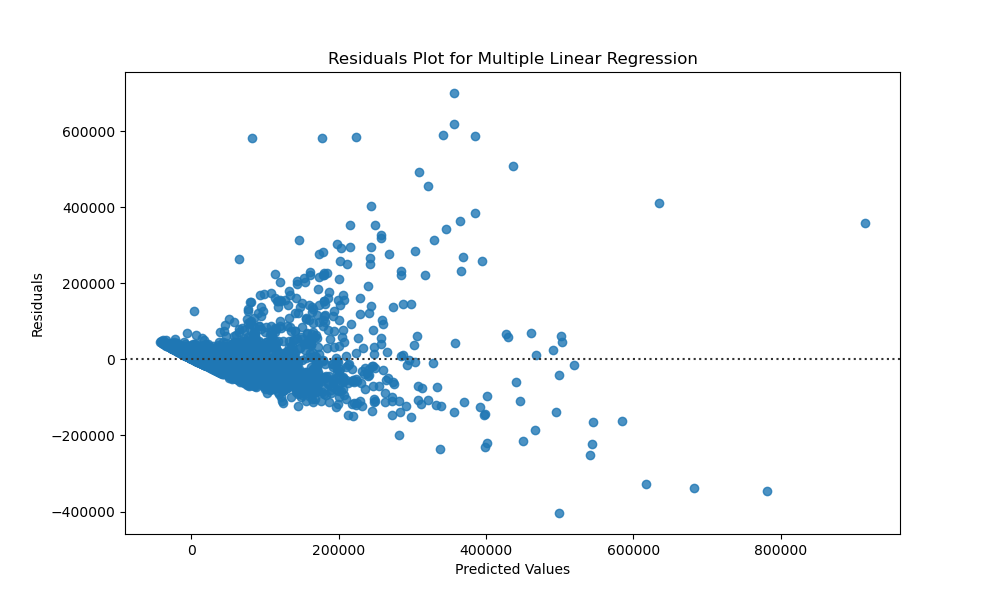 Residuals Plot for Multiple Linear Regression
600000
400000
200000
0
−200000
−400000
Residuals
0 200000 400000 600000 800000
Predicted Values